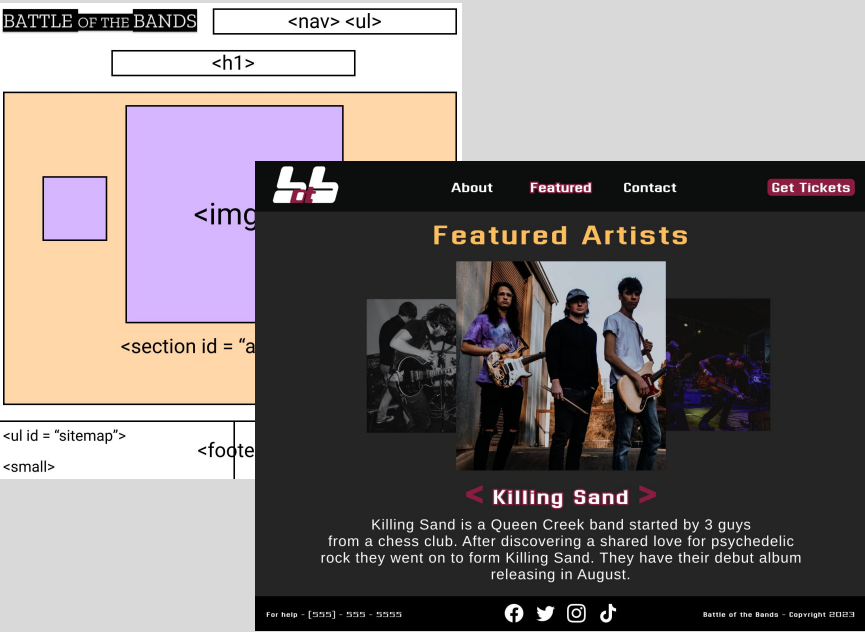 BATTLE OF THE BANDS
<nav> <ul>
<h1>
<img
<section id = “a
<ul id = “sitemap”>
<small>
<foote
botb
About Featured Contact Get Tickets
Featured Artists
< Killing Sand >
Killing Sand is a Queen Creek band started by 3 guys
from a chess club. After discovering a shared love for psychedelic
rock they went on to form Killing Sand. They have their debut album
releasing in August.
For help - [555] - 555 - 5555
Battle of the Bands - Copyright 2023